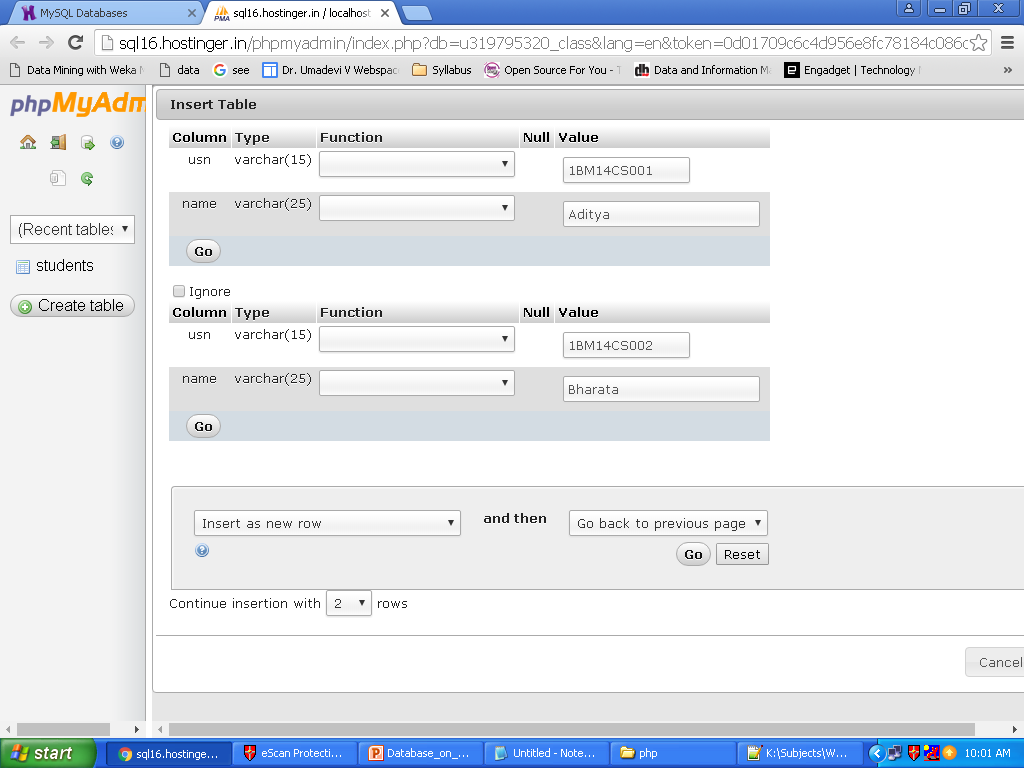 MySQL Databases
sql16.hostinger.in / localhost
sql16.hostinger.in/phpmyadmin/index.php?db=u319795320_class&lang=en&token=0d01709c6c4d956e8fc78184c086c
Data Mining with Weka
data
see
Dr. Umadevi V Webspac
Syllabus
Open Source For You -
Data and Information
Engadget | Technology
»
phpMyAdm
(Recent tables
students
Create table
Insert Table
Column Type Function Null Value
usn varchar(15) 1BM14CS001
name varchar(25) Aditya
Go
Ignore
Column Type Function Null Value
usn varchar(15) 1BM14CS002
name varchar(25) Bharata
Go
Insert as new row and then Go back to previous page
Go Reset
Continue insertion with 2 rows
Cancel
start
sql16.hostinge...
eScan Protecti...
Database_on_...
Untitled - Note...
php
K:\Subjects\W...
10:01 AM